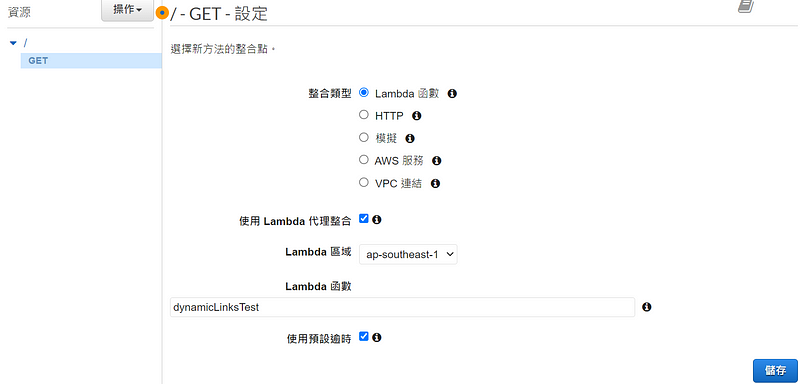 資源
操作
/ - GET - 設定
/
GET
選擇新方法的整合點。
整合類型
Lambda 函數
HTTP
模擬
AWS 服務
VPC 連結
使用 Lambda 代理整合
Lambda 區域
ap-southeast-1
Lambda 函數
dynamicLinksTest
使用預設逾時
儲存